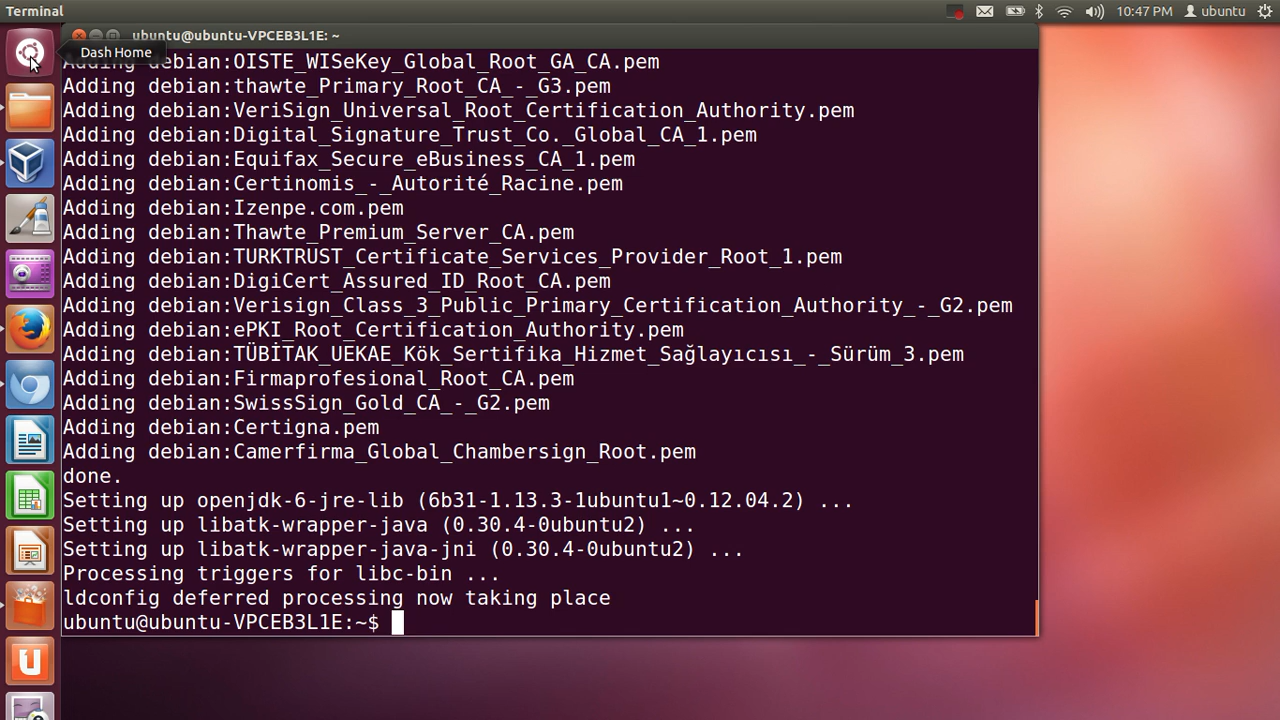 Terminal
10:47 PM
ubuntu
ubuntu@ubuntu-VPCEB3L1E: ~
Dash Home
Adding debian:OISTE_WISeKey_Global_Root_GA_CA.pem
Adding debian:thawte_Primary_Root_CA_-_G3.pem
Adding debian:VeriSign_Universal_Root_Certification_Authority.pem
Adding debian:Digital_Signature_Trust_Co._Global_CA_1.pem
Adding debian:Equifax_Secure_eBusiness_CA_1.pem
Adding debian:Certinomis_-_Autorité_Racine.pem
Adding debian:Izenpe.com.pem
Adding debian:Thawte_Premium_Server_CA.pem
Adding debian:TURKTRUST_Certificate_Services_Provider_Root_1.pem
Adding debian:DigiCert_Assured_ID_Root_CA.pem
Adding debian:Verisign_Class_3_Public_Primary_Certification_Authority_-_G2.pem
Adding debian:ePKI_Root_Certification_Authority.pem
Adding debian:TÜBİTAK_UEKAE_Kök_Sertifika_Hizmet_Sağlayıcısı_-_Sürüm_3.pem
Adding debian:Firmaprofesional_Root_CA.pem
Adding debian:SwissSign_Gold_CA_-_G2.pem
Adding debian:Certigna.pem
Adding debian:Camerfirma_Global_Chambersign_Root.pem
done.
Setting up openjdk-6-jre-lib (6b31-1.13.3-1ubuntu1~0.12.04.2) ...
Setting up libatk-wrapper-java (0.30.4-0ubuntu2) ...
Setting up libatk-wrapper-java-jni (0.30.4-0ubuntu2) ...
Processing triggers for libc-bin ...
ldconfig deferred processing now taking place
ubuntu@ubuntu-VPCEB3L1E:~$